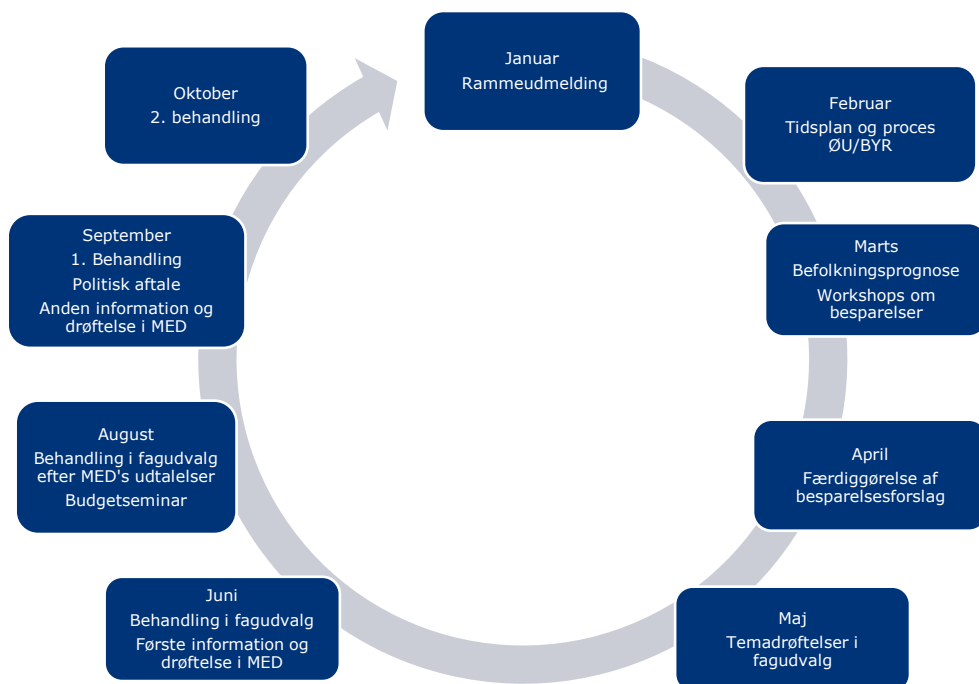 Januar
Rammeudmelding
Februar
Tidsplan og proces
ØU/BYR
Marts
Befolkningsprognose
Workshops om
besparelser
April
Færdiggørelse af
besparelsesforslag
Maj
Temadrøftelser i
fagudvalg
Juni
Behandling i fagudvalg
Første information og
drøftelse i MED
August
Behandling i fagudvalg
efter MED's udtalelser
Budgetseminar
September
1. Behandling
Politisk aftale
Anden information og
drøftelse i MED
Oktober
2. behandling